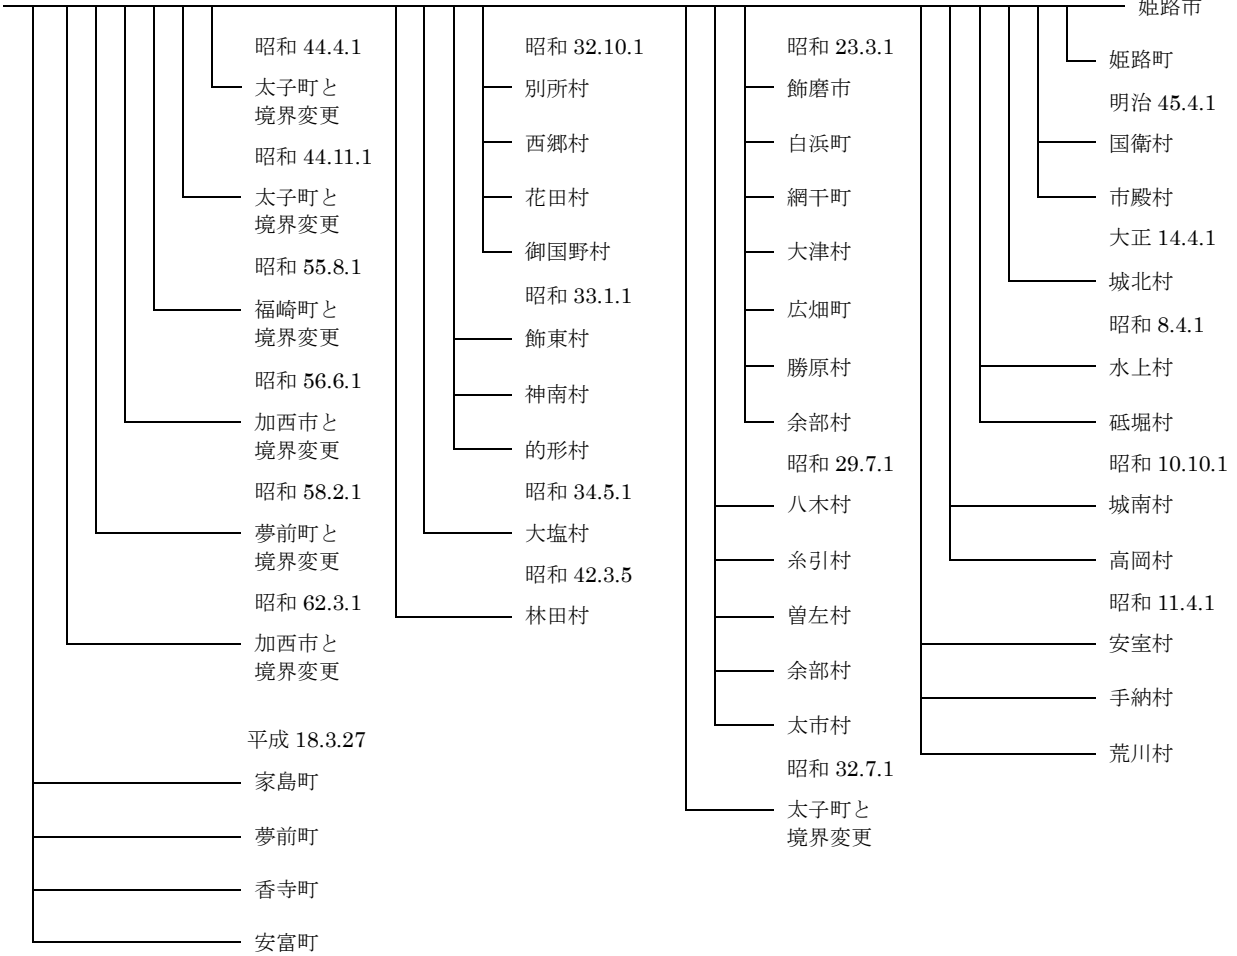 姫路市
姫路町
明治 45.4.1
国衛村
市殿村
大正 14.4.1
城北村
昭和 8.4.1
水上村
砥堀村
昭和 10.10.1
城南村
高岡村
昭和 11.4.1
安室村
手納村
荒川村
昭和 23.3.1
飾磨市
白浜町
網干町
大津村
広畑町
勝原村
余部村
昭和 29.7.1
八木村
糸引村
曽左村
余部村
太市村
昭和 32.7.1
太子町と
境界変更
昭和 32.10.1
別所村
西郷村
花田村
御国野村
昭和 33.1.1
飾東村
神南村
的形村
昭和 34.5.1
大塩村
昭和 42.3.5
林田村
昭和 44.4.1
太子町と
境界変更
昭和 44.11.1
太子町と
境界変更
昭和 55.8.1
福崎町と
境界変更
昭和 56.6.1
加西市と
境界変更
昭和 58.2.1
夢前町と
境界変更
昭和 62.3.1
加西市と
境界変更
平成 18.3.27
家島町
夢前町
香寺町
安富町